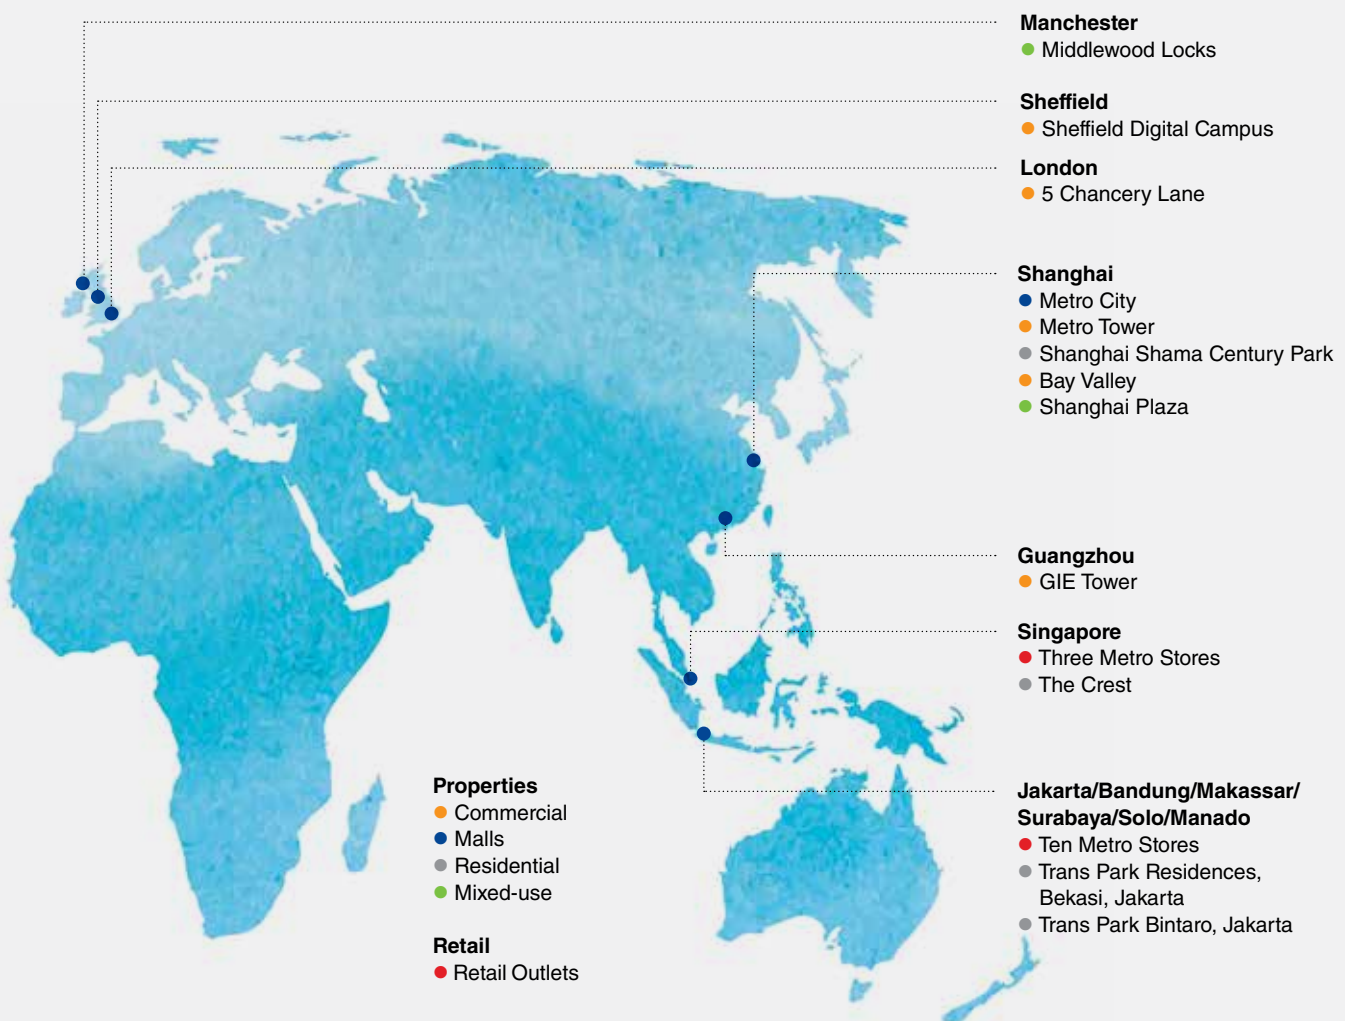 Manchester
Middlewood Locks
Sheffield
Sheffield Digital Campus
London
5 Chancery Lane
Shanghai
Metro City
Metro Tower
Shanghai Shama Century Park
Bay Valley
Shanghai Plaza
Guangzhou
GIE Tower
Singapore
Three Metro Stores
The Crest
Jakarta/Bandung/Makassar/
Surabaya/Solo/Manado
Ten Metro Stores
Trans Park Residences,
Bekasi, Jakarta
Trans Park Bintaro, Jakarta
Properties
Commercial
Malls
Residential
Mixed-use
Retail
Retail Outlets